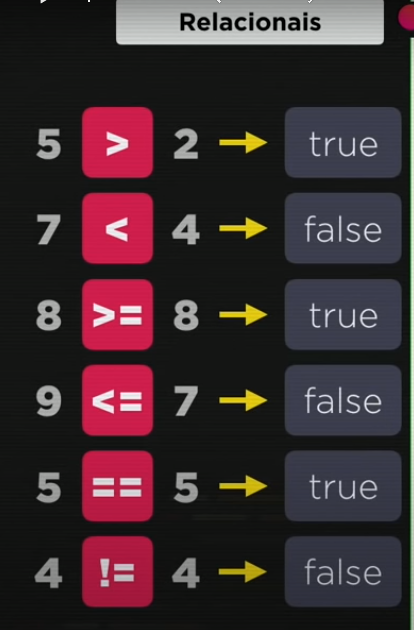 Relacionais
5 > 2 → true
7 < 4 → false
8 >= 8 → true
9 <= 7 → false
5 == 5 → true
4 != 4 → false